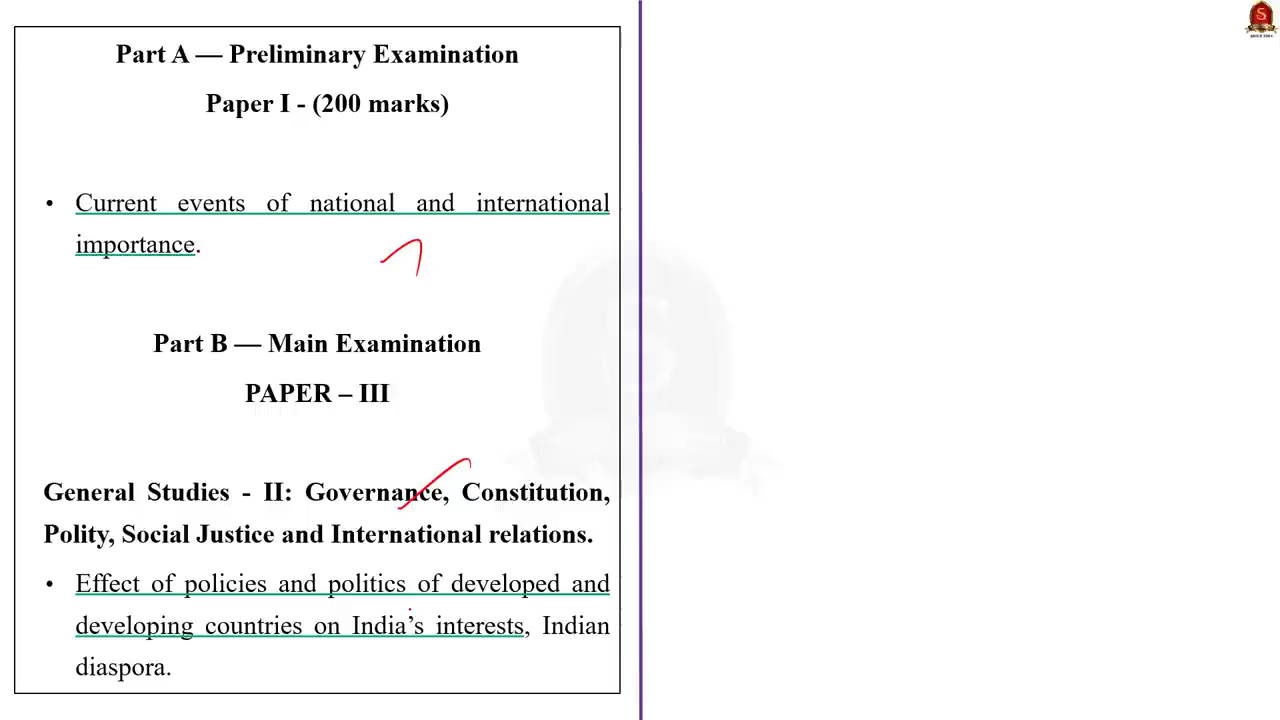 Part A — Preliminary Examination
Paper I - (200 marks)
• Current events of national and international
importance.
Part B — Main Examination
PAPER – III
General Studies - II: Governance, Constitution,
Polity, Social Justice and International relations.
• Effect of policies and politics of developed and
developing countries on India’s interests, Indian
diaspora.
S